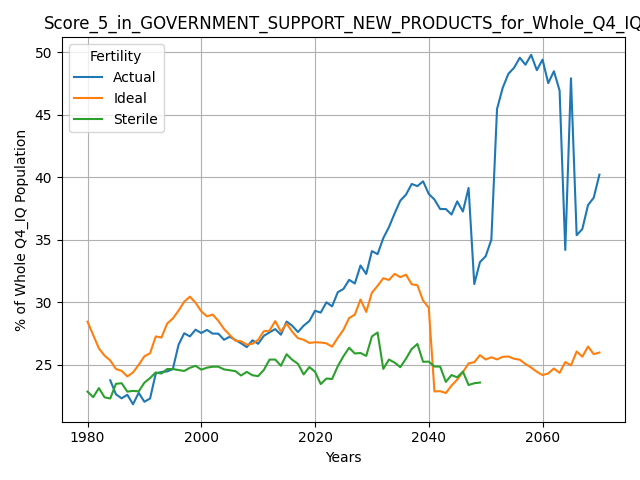 Score_5_in_GOVERNMENT_SUPPORT_NEW_PRODUCTS_for_Whole_Q4_IQ
Fertility
Actual
Ideal
Sterile
% of Whole Q4_IQ Population
50
45
40
35
30
25
1980
2000
2020
2040
2060
Years